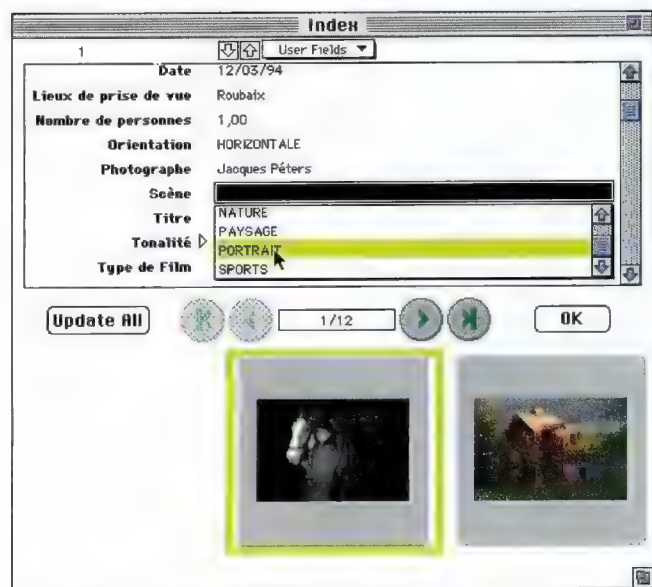 Index
1 User Fields
Date 12/03/94
Lieux de prise de vue Roubaix
Nombre de personnes 1,00
Orientation HORIZONTALE
Photographe Jacques Péters
Scène
Titre NATURE
PAYSAGE
Tonalité
PORTRAIT
Type de Film SPORTS
Update All 1/12 OK